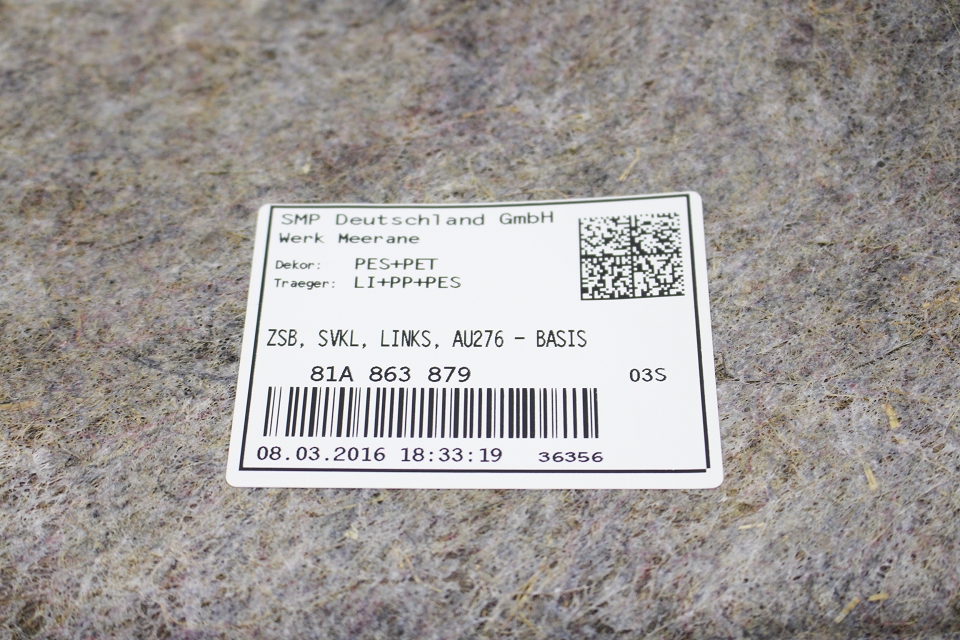 SMP Deutschland GmbH
Werk Meerane
Dekor: PES+PET
Traeger: LI+PP+PES
ZSB, SVKL, LINKS, AU276 - BASIS
81A 863 879 03S
08.03.2016 18:33:19 36356